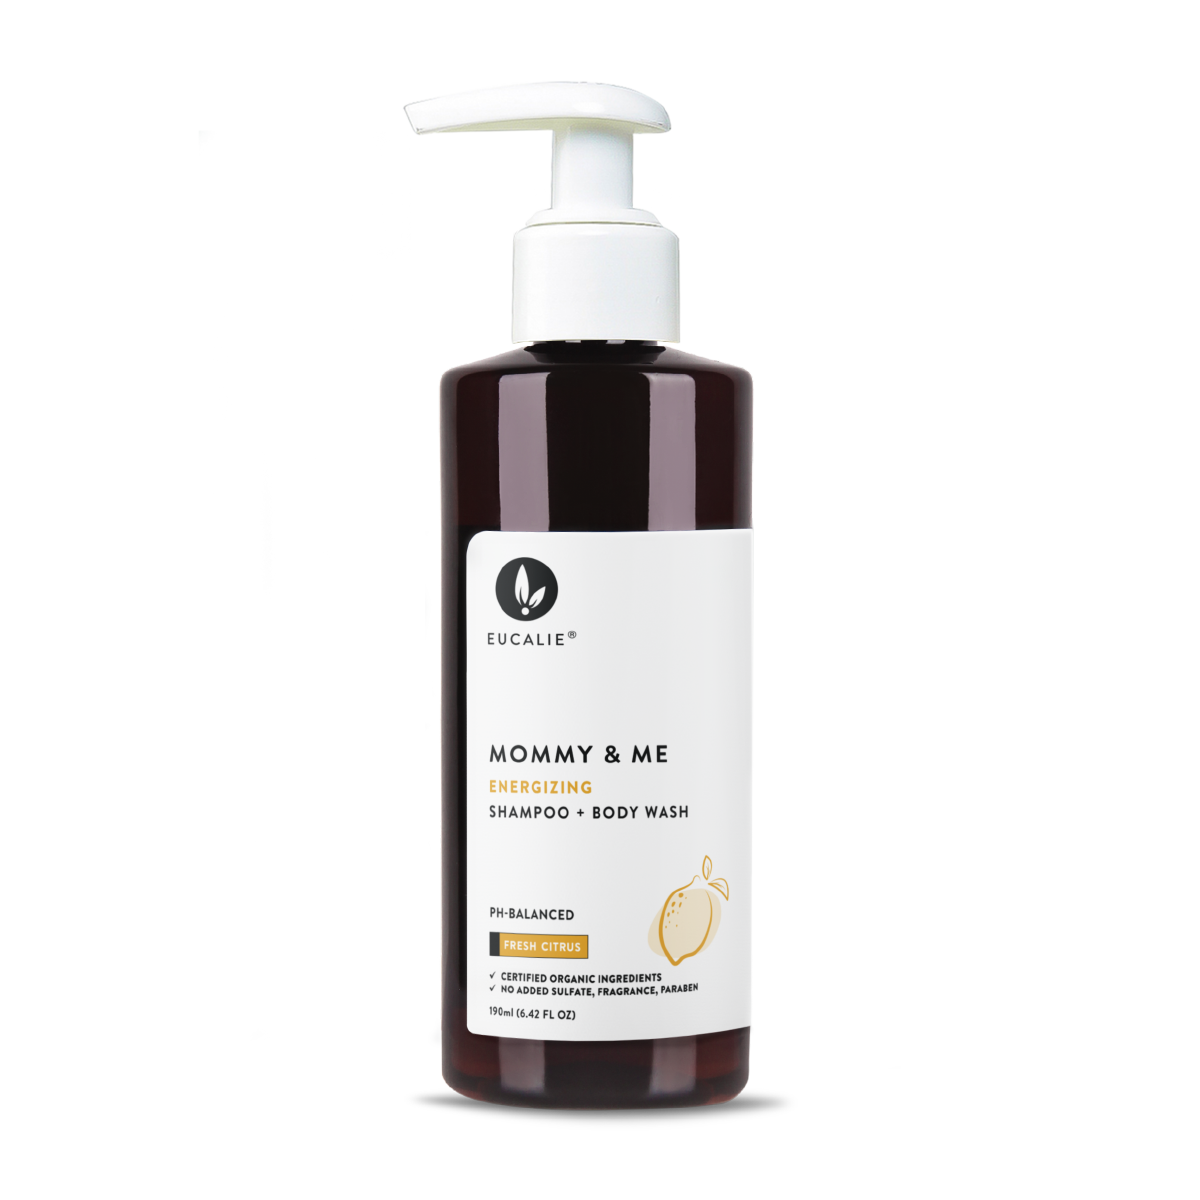 EUCALIE®
MOMMY & ME
ENERGIZING
SHAMPOO + BODY WASH
PH-BALANCED
FRESH CITRUS
✓ CERTIFIED ORGANIC INGREDIENTS
✓ NO ADDED SULFATE, FRAGRANCE, PARABEN
190ml (6.42 FL OZ)